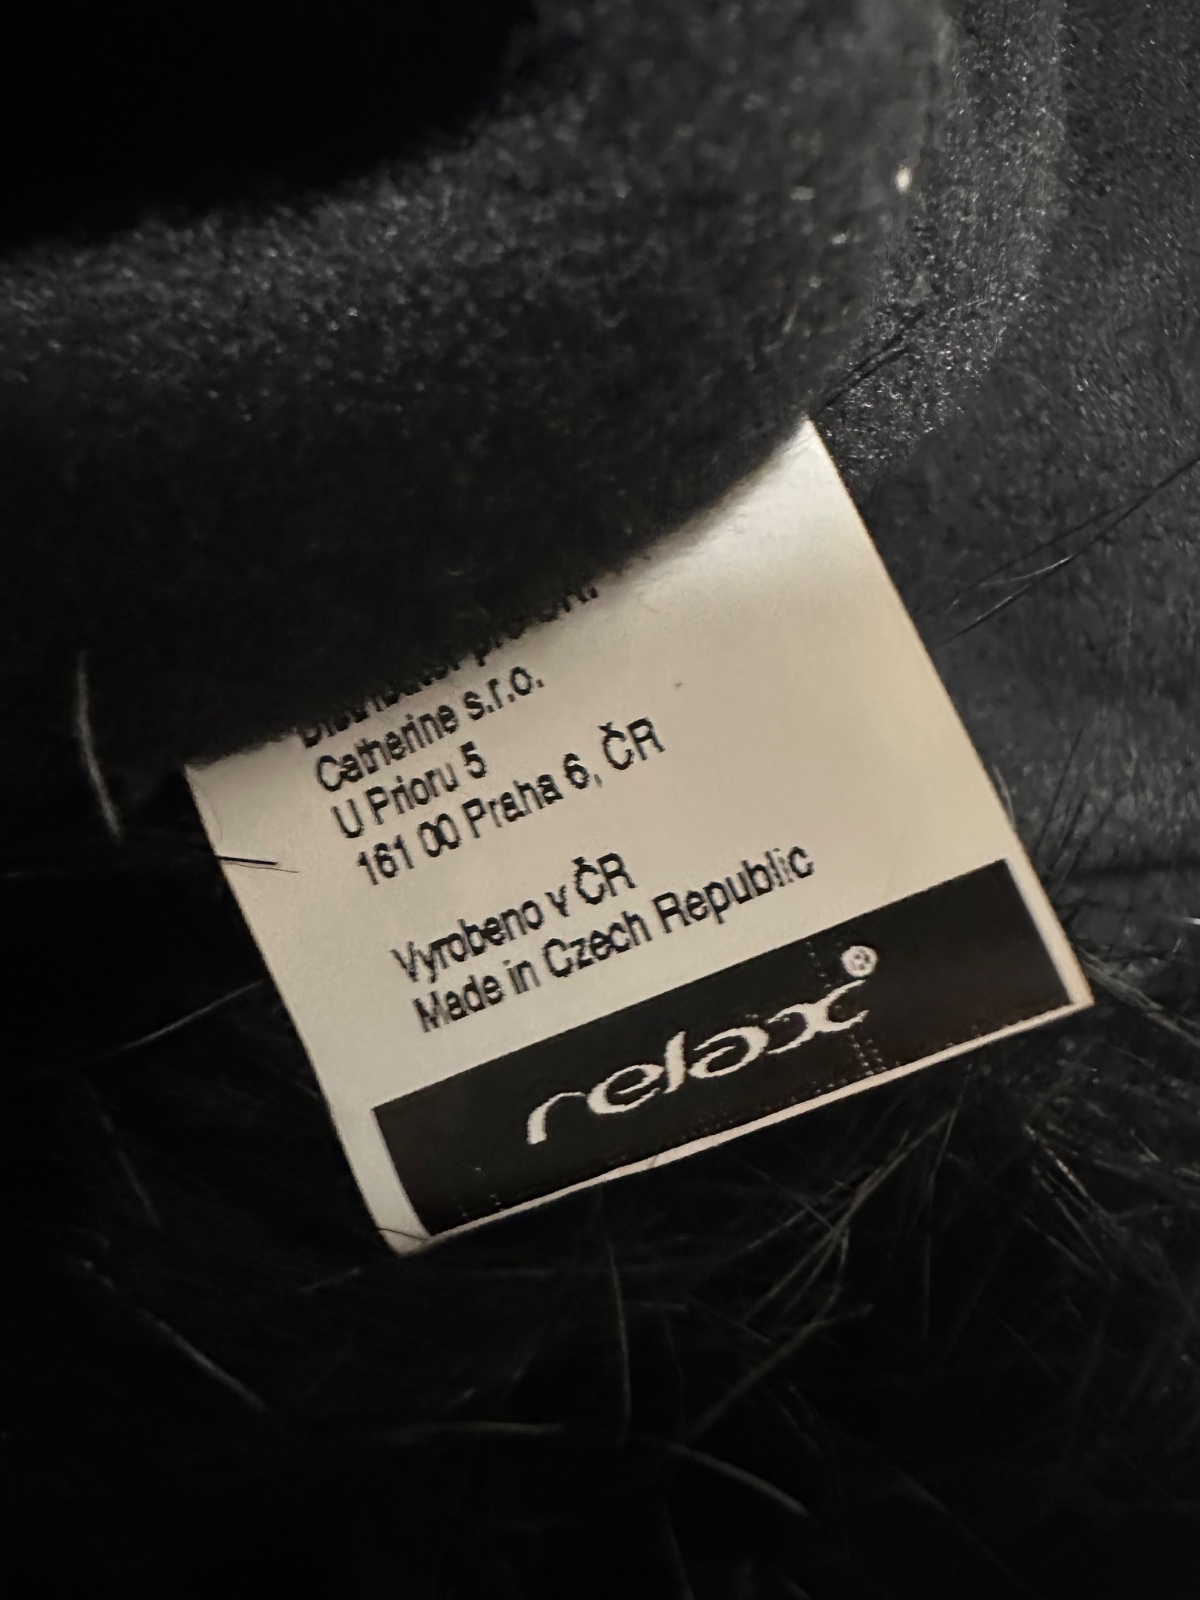 Catherine s.r.o.
U Prioru 5
161 00 Praha 6, ČR
Vyrobeno v ČR
Made in Czech Republic
relax®